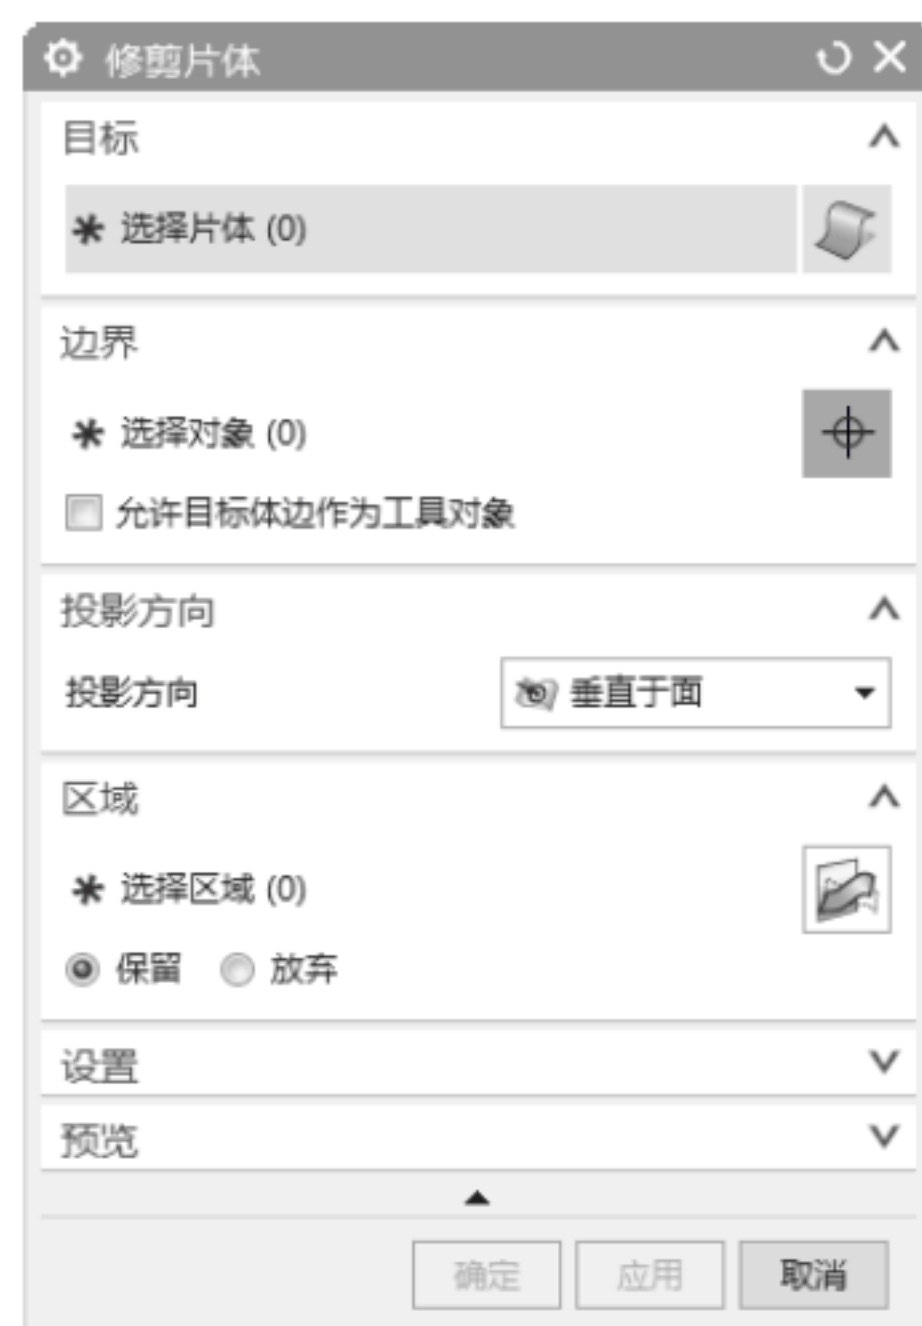 修剪片体
目标
* 选择片体 (0)
边界
* 选择对象 (0)
允许目标体边作为工具对象
投影方向
投影方向 垂直于面
区域
* 选择区域 (0)
保留 放弃
设置
预览
确定 应用 取消